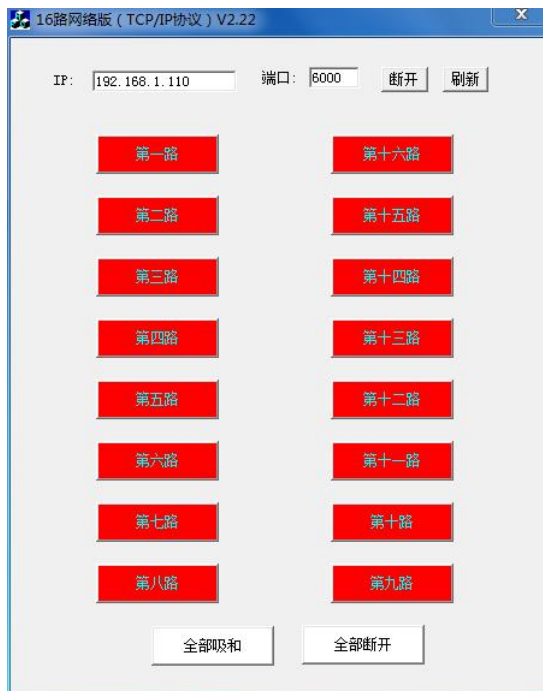 16路网络版（TCP/IP协议）V2.22
IP: 192.168.1.110 端口: 6000 断开 刷新
第一路 第十六路
第二路 第十五路
第三路 第十四路
第四路 第十三路
第五路 第十二路
第六路 第十一路
第七路 第十路
第八路 第九路
全部吸和 全部断开